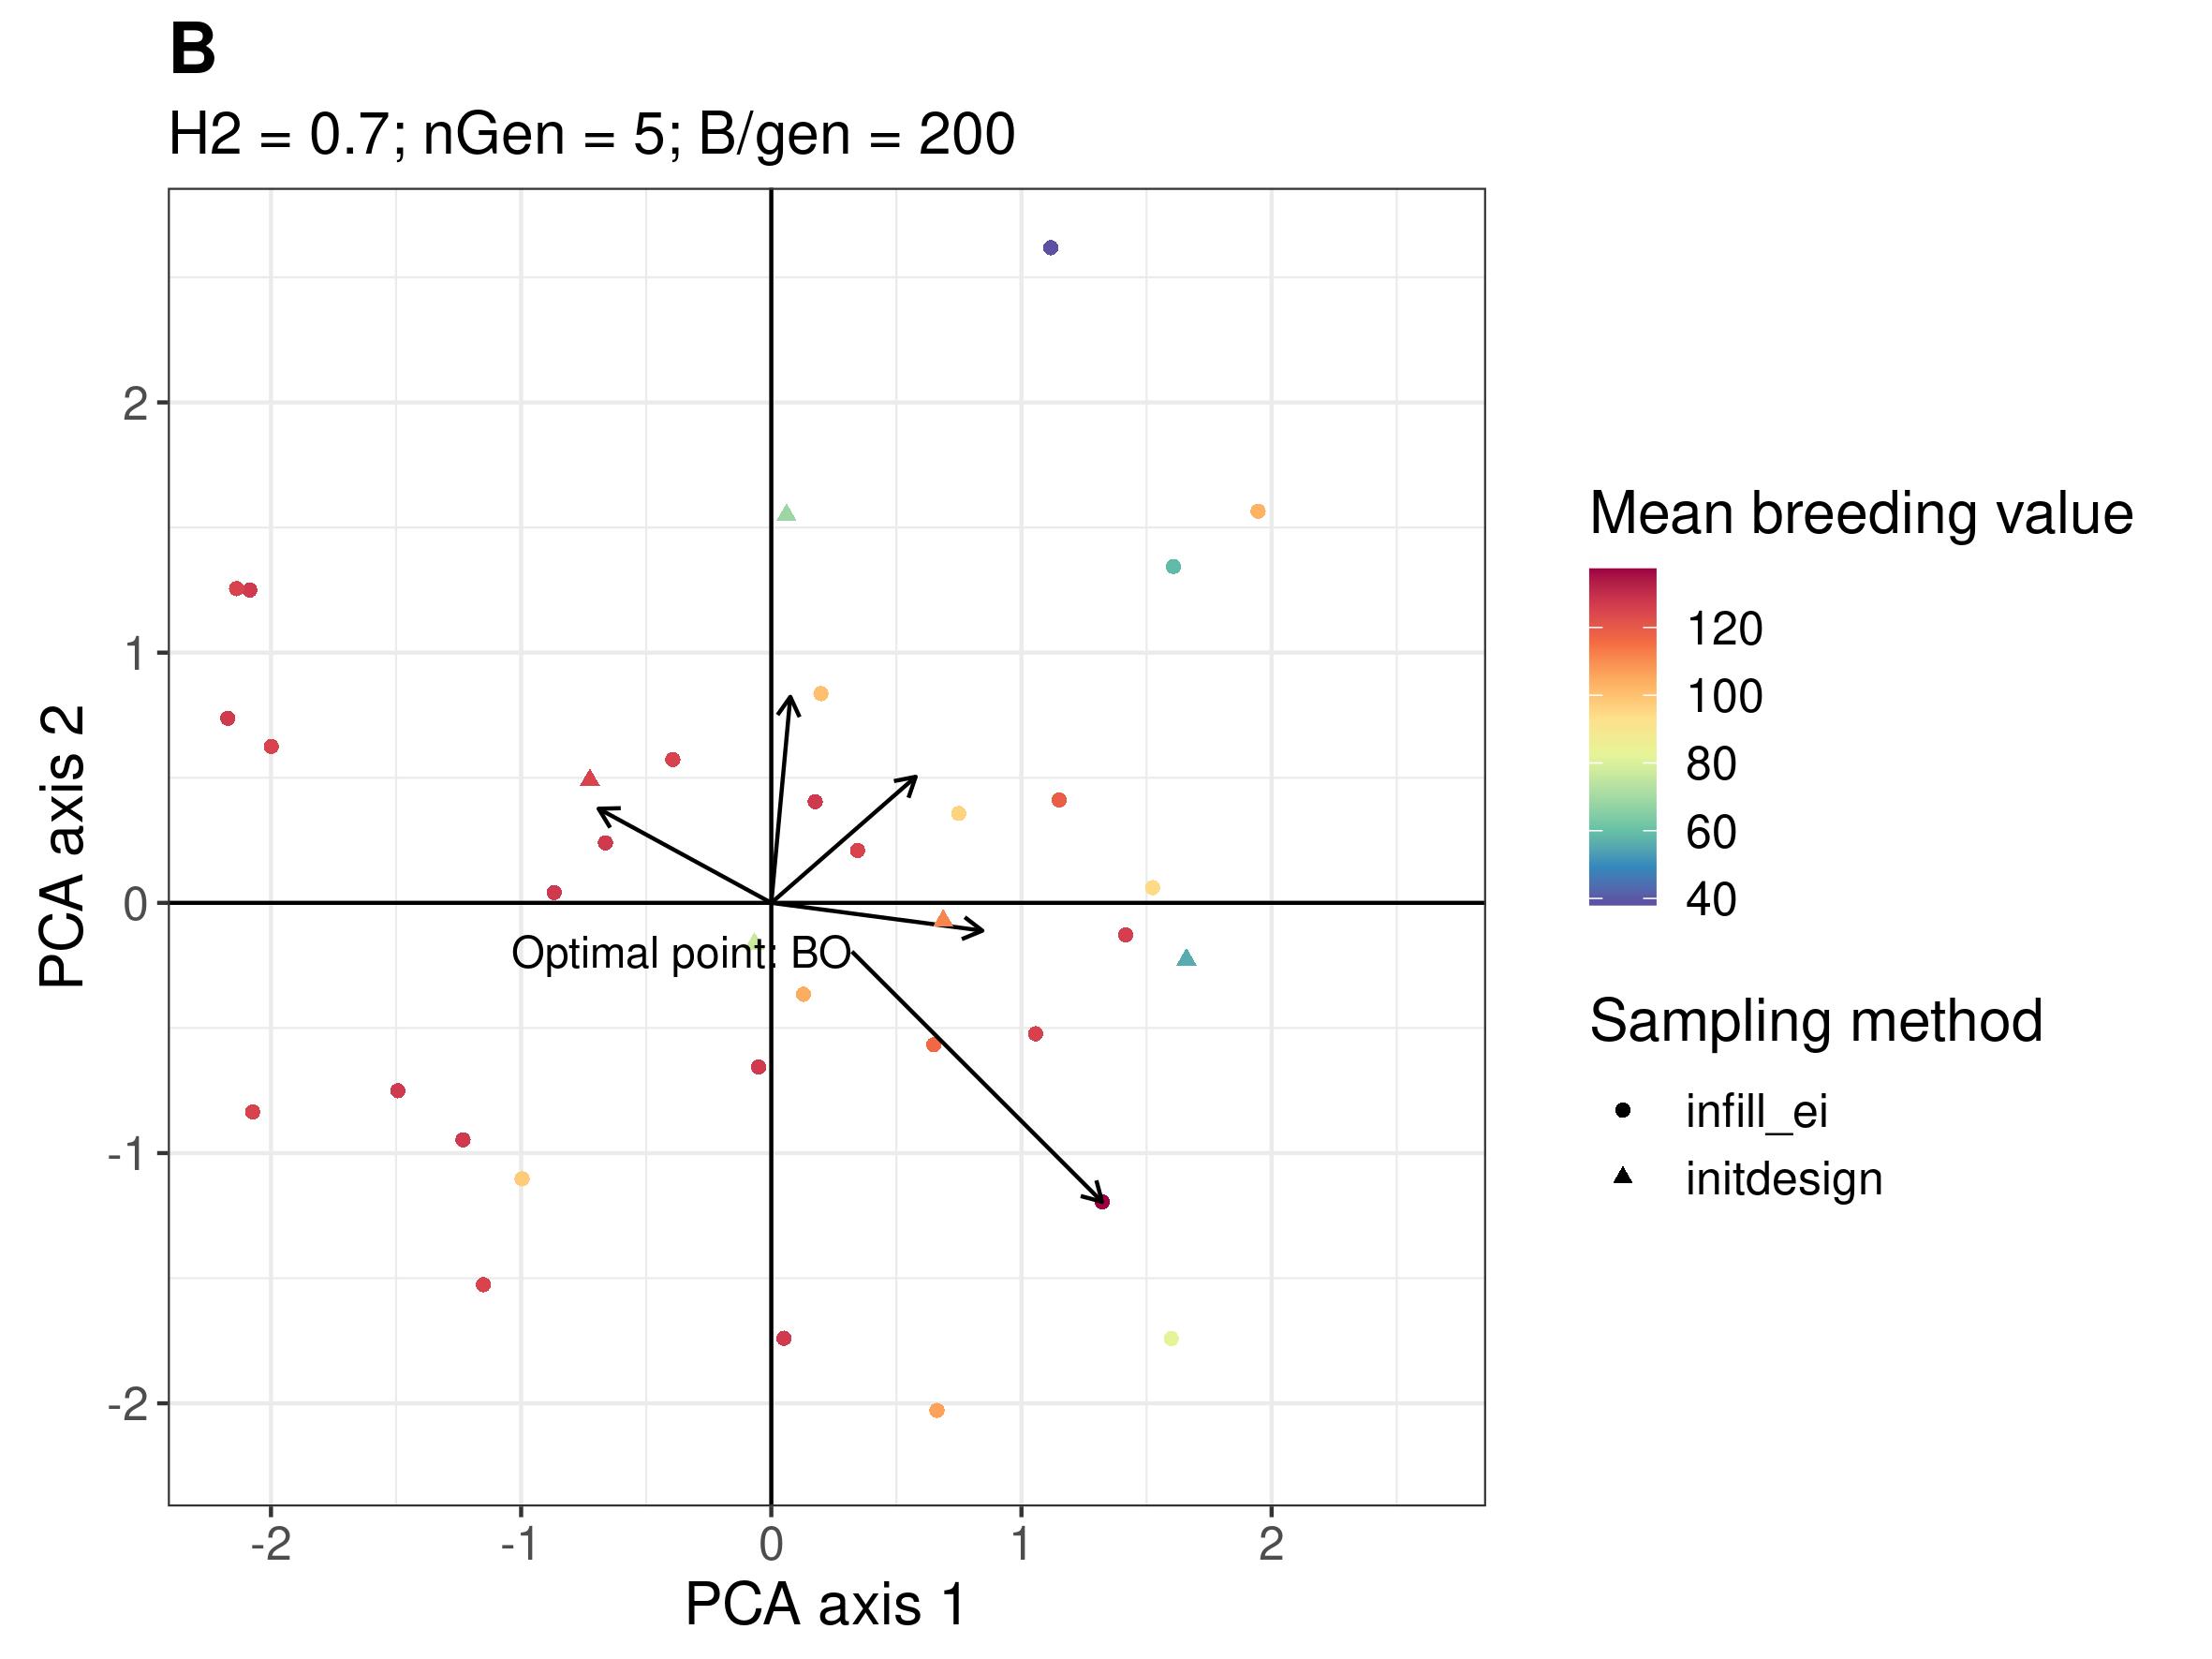 B
H2 = 0.7; nGen = 5; B/gen = 200
PCA axis 2
2
1
0
-1
-2
Optimal point: BO
-2
-1
0
1
2
PCA axis 1
Mean breeding value
120
100
80
60
40
Sampling method
infill_ei
initdesign